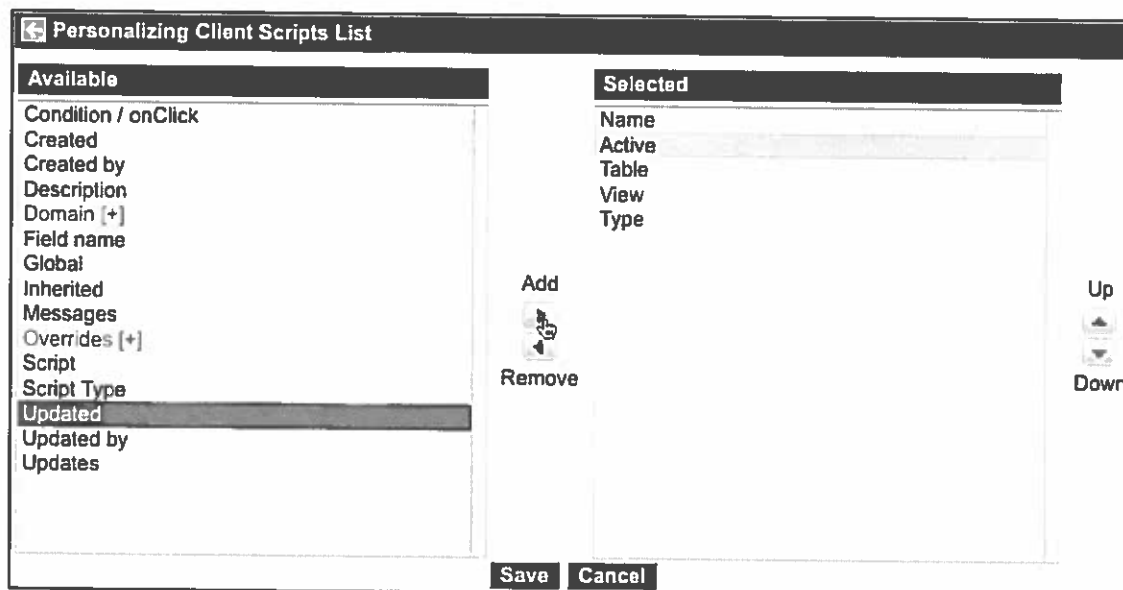 Personalizing Client Scripts List
Available
Condition / onClick
Created
Created by
Description
Domain [+]
Field name
Global
Inherited
Messages
Overrides [+]
Script
Script Type
Updated
Updated by
Updates
Add
Remove
Selected
Name
Active
Table
View
Type
Up
Down
Save Cancel